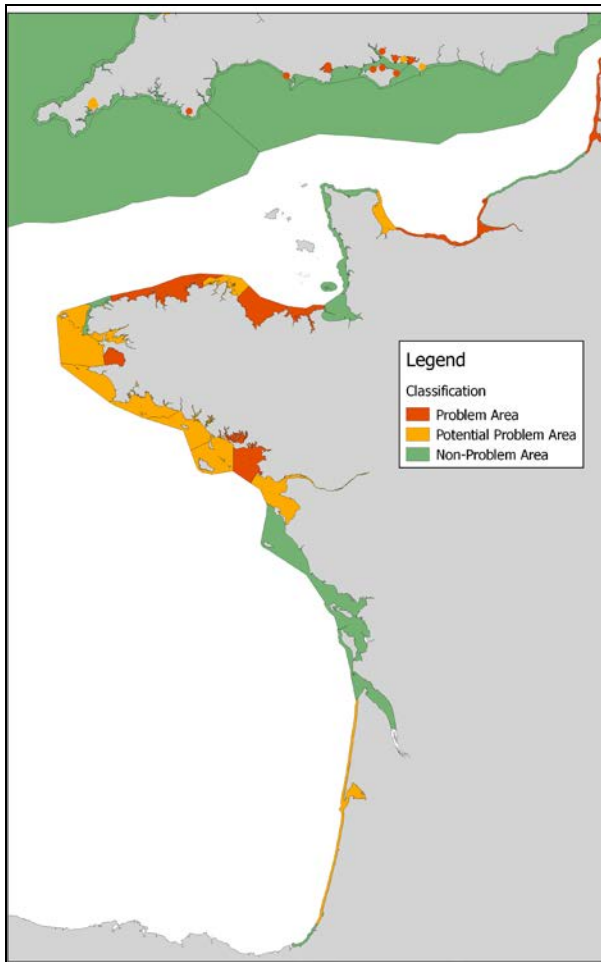 Legend
Classification
Problem Area
Potential Problem Area
Non-Problem Area